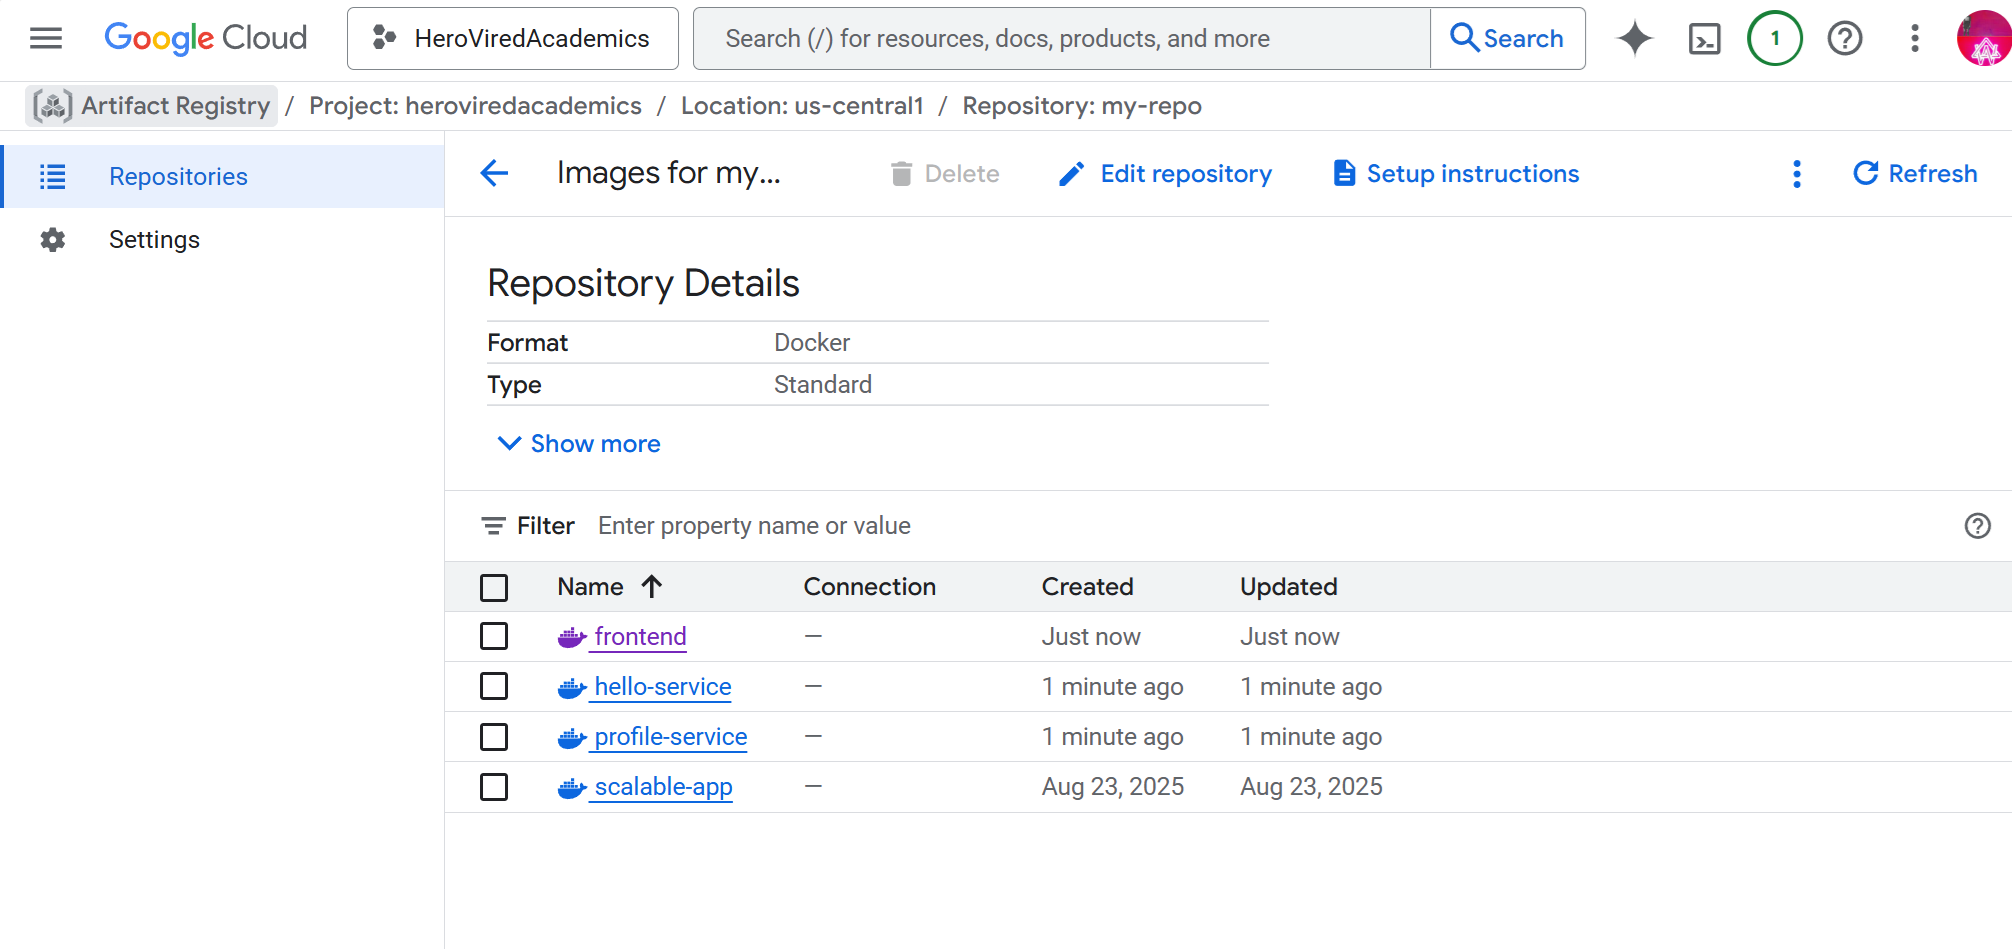 Google Cloud HeroViredAcademics Search (/) for resources, docs, products, and more Search 1
Artifact Registry / Project: heroviredacademics / Location: us-central1 / Repository: my-repo
Repositories
Settings
Images for my... Delete Edit repository Setup instructions Refresh
Repository Details
Format Docker
Type Standard
Show more
Filter Enter property name or value
Name Connection Created Updated
frontend — Just now Just now
hello-service — 1 minute ago 1 minute ago
profile-service — 1 minute ago 1 minute ago
scalable-app — Aug 23, 2025 Aug 23, 2025